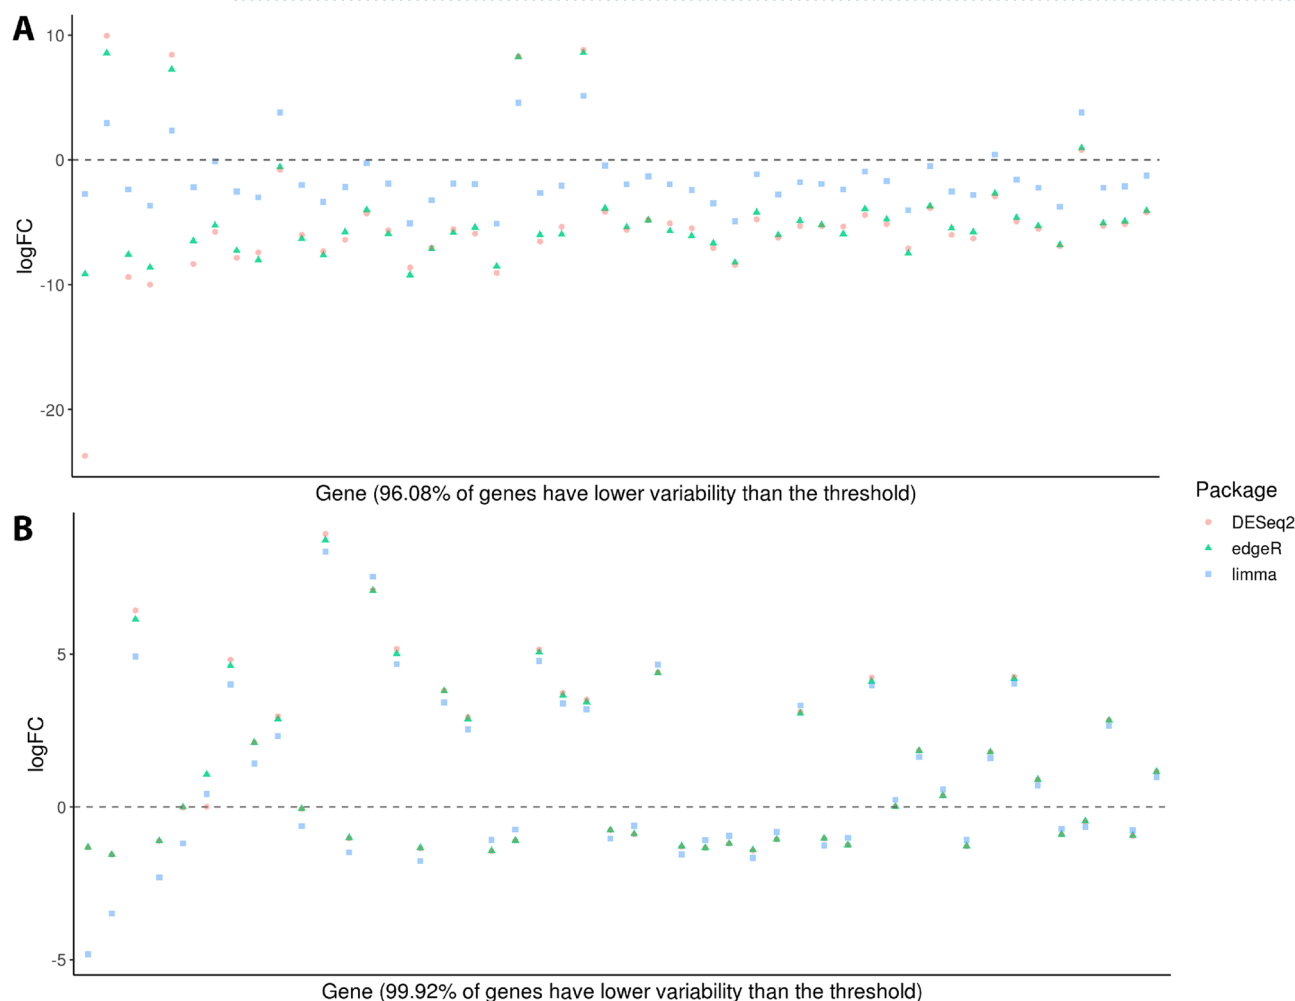 A
10
0
-10
-20
logFC
Gene (96.08% of genes have lower variability than the threshold)
Package
DESeq2
edgeR
limma
B
5
0
-5
logFC
Gene (99.92% of genes have lower variability than the threshold)